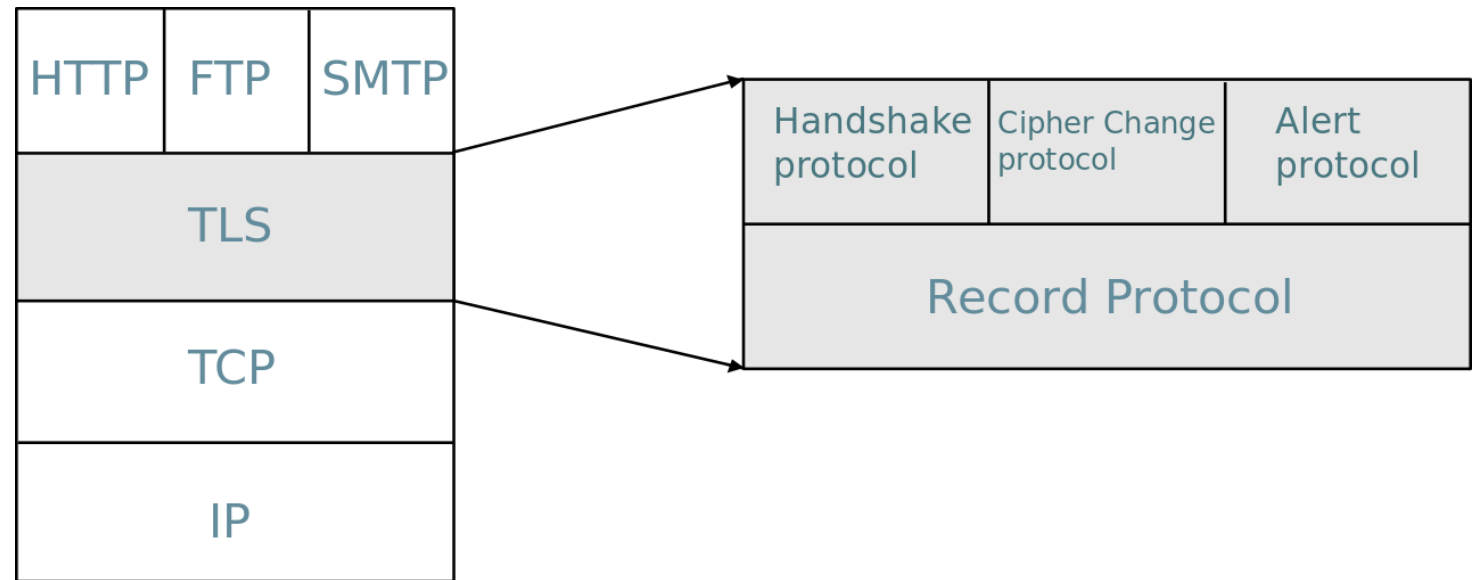 HTTP
FTP
SMTP
TLS
TCP
IP
Handshake
protocol
Cipher Change
protocol
Alert
protocol
Record Protocol